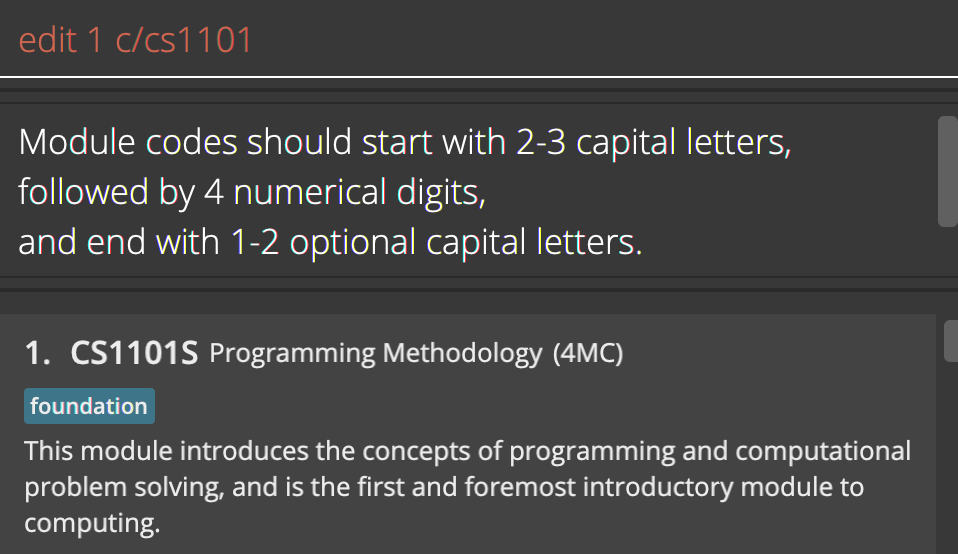 edit 1 c/cs1101
Module codes should start with 2-3 capital letters,
followed by 4 numerical digits,
and end with 1-2 optional capital letters.
1. CS1101S Programming Methodology (4MC)
foundation
This module introduces the concepts of programming and computational
problem solving, and is the first and foremost introductory module to
computing.